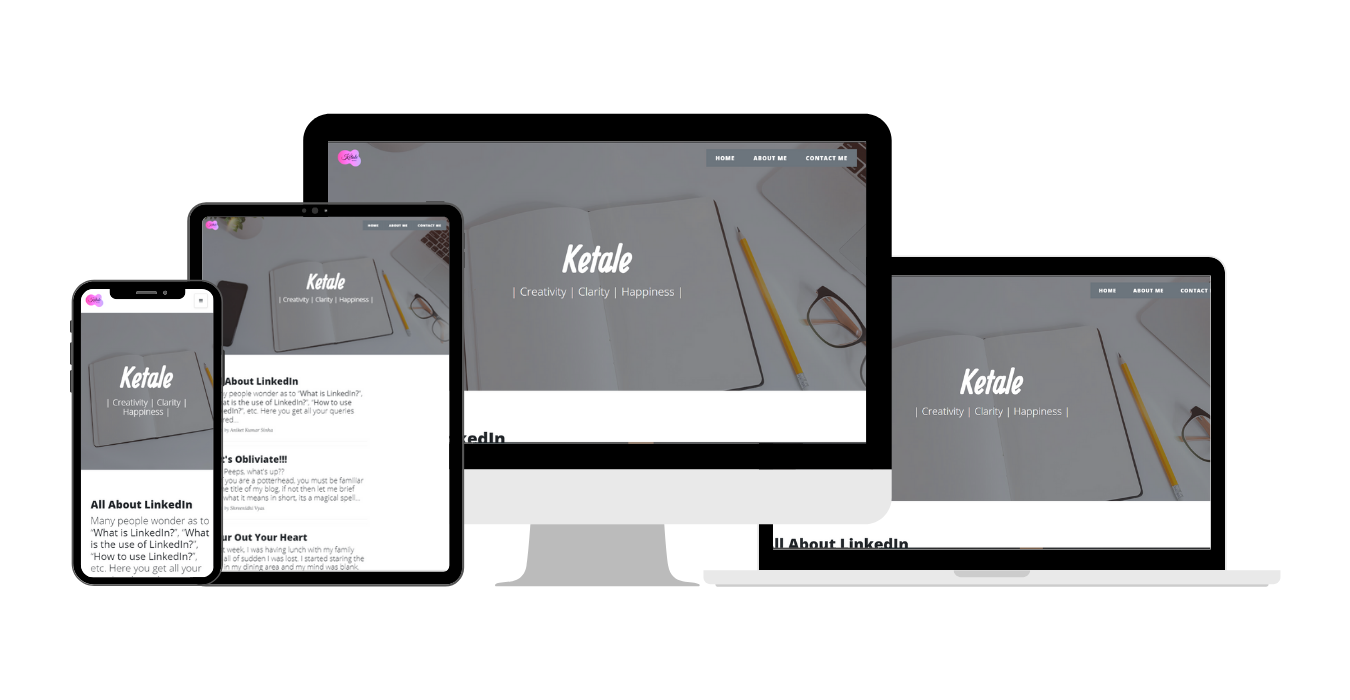 HOME ABOUT ME CONTACT ME
Ketale
| Creativity | Clarity | Happiness |
kedIn
HOME ABOUT ME CONTACT ME
Ketale
| Creativity | Clarity | Happiness |
About LinkedIn
y people wonder as to “What is LinkedIn?”,
at is the use of LinkedIn?”, “How to use
edIn?”, etc. Here you get all your queries
red...
by Aniket Kumar Sinha
t's Obliviate!!!
Peeps, what's up??
f you are a potterhead, you must be familiar
he title of my blog. If not then let me brief
what it means in short, its a magical spell...
by Shreenidhi Vyas
ur Out Your Heart
t week, I was having lunch with my family
all of sudden I was lost. I started staring the
in my dining area and my mind was blank.
Ketale
| Creativity | Clarity |
Happiness |
All About LinkedIn
Many people wonder as to
“What is LinkedIn?”, “What
is the use of LinkedIn?”,
“How to use LinkedIn?”,
etc. Here you get all your
HOME ABOUT ME CONTACT
Ketale
| Creativity | Clarity | Happiness |
ll About LinkedIn